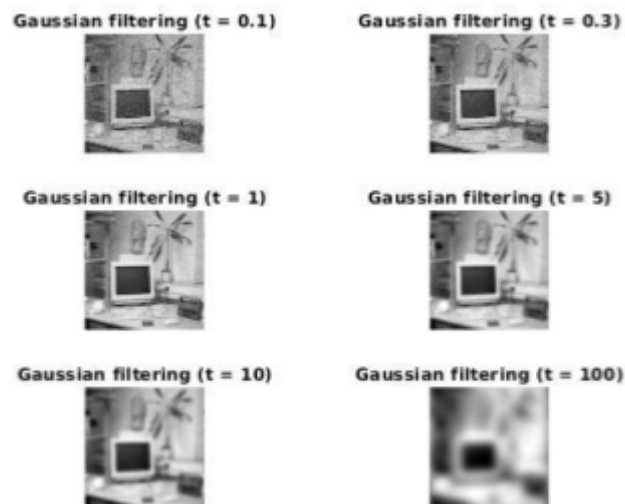 Gaussian filtering (t = 0.1)
Gaussian filtering (t = 0.3)
Gaussian filtering (t = 1)
Gaussian filtering (t = 5)
Gaussian filtering (t = 10)
Gaussian filtering (t = 100)